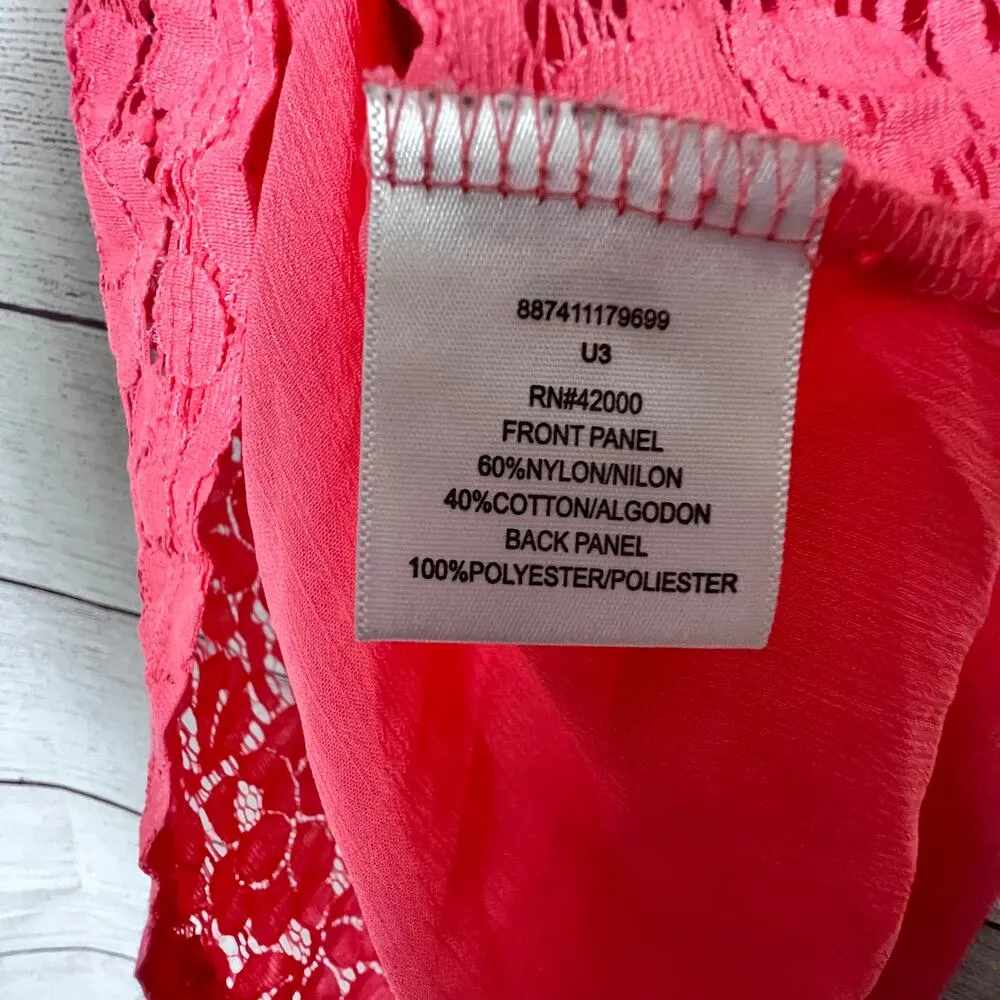 887411179699
U3
RN#42000
FRONT PANEL
60%NYLON/NILON
40%COTTON/ALGODON
BACK PANEL
100%POLYESTER/POLIESTER